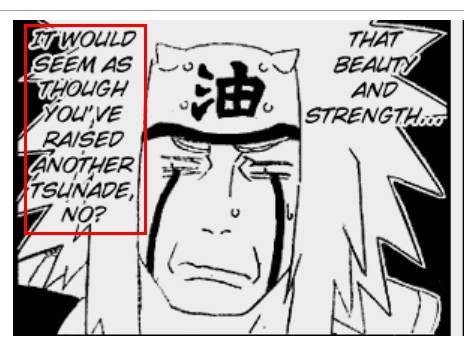 THAT
BEAUTY
AND
STRENGTH...
油
IT WOULD
SEEM AS
THOUGH
YOU'VE
RAISED
ANOTHER
TSUNADE,
NO?